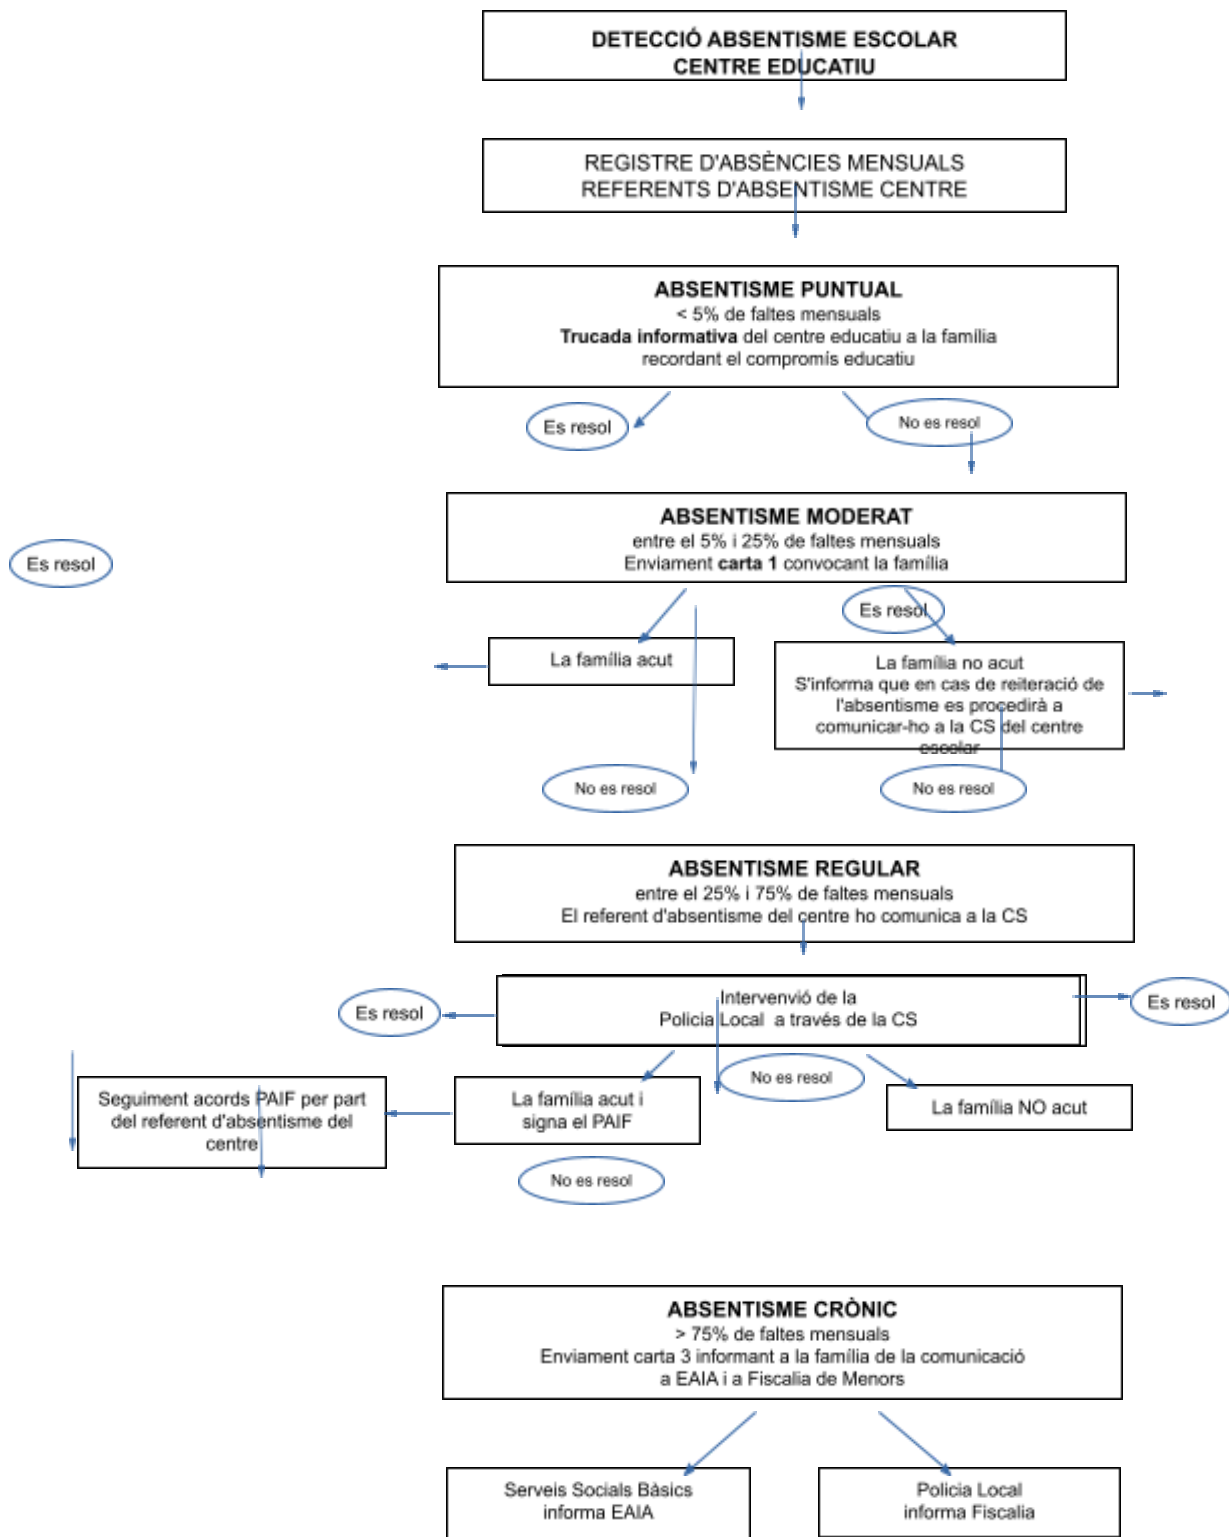 DETECCIÓ ABSENTISME ESCOLAR
CENTRE EDUCATIU
REGISTRE D'ABSÈNCIES MENSUALS
REFERENTS D'ABSENTISME CENTRE
ABSENTISME PUNTUAL
< 5% de faltes mensuals
Trucada informativa del centre educatiu a la família
recordant el compromís educatiu
Es resol
No es resol
ABSENTISME MODERAT
entre el 5% i 25% de faltes mensuals
Enviament carta 1 convocant la família
Es resol
Es resol
La família acut
La família no acut
S'informa que en cas de reiteració de
l'absentisme es procedirà a
comunicar-ho a la CS del centre
escolar
No es resol
No es resol
ABSENTISME REGULAR
entre el 25% i 75% de faltes mensuals
El referent d'absentisme del centre ho comunica a la CS
Es resol
Intervenvió de la
Policia Local a través de la CS
Es resol
No es resol
Seguiment acords PAIF per part
del referent d'absentisme del
centre
La família acut i
signa el PAIF
La família NO acut
No es resol
ABSENTISME CRÒNIC
> 75% de faltes mensuals
Enviament carta 3 informant a la família de la comunicació
a EAIA i a Fiscalia de Menors
Serveis Socials Bàsics
informa EAIA
Policia Local
informa Fiscalia